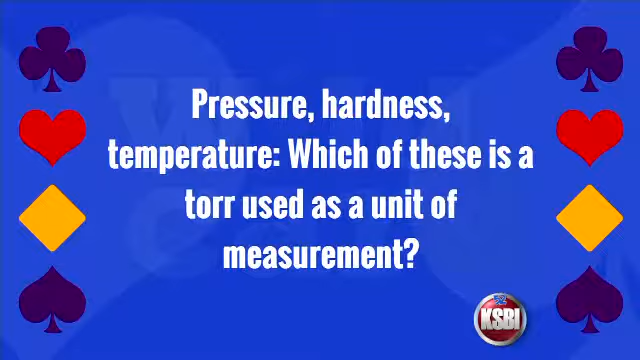 Pressure, hardness,
temperature: Which of these is a
torr used as a unit of
measurement?
KSBI